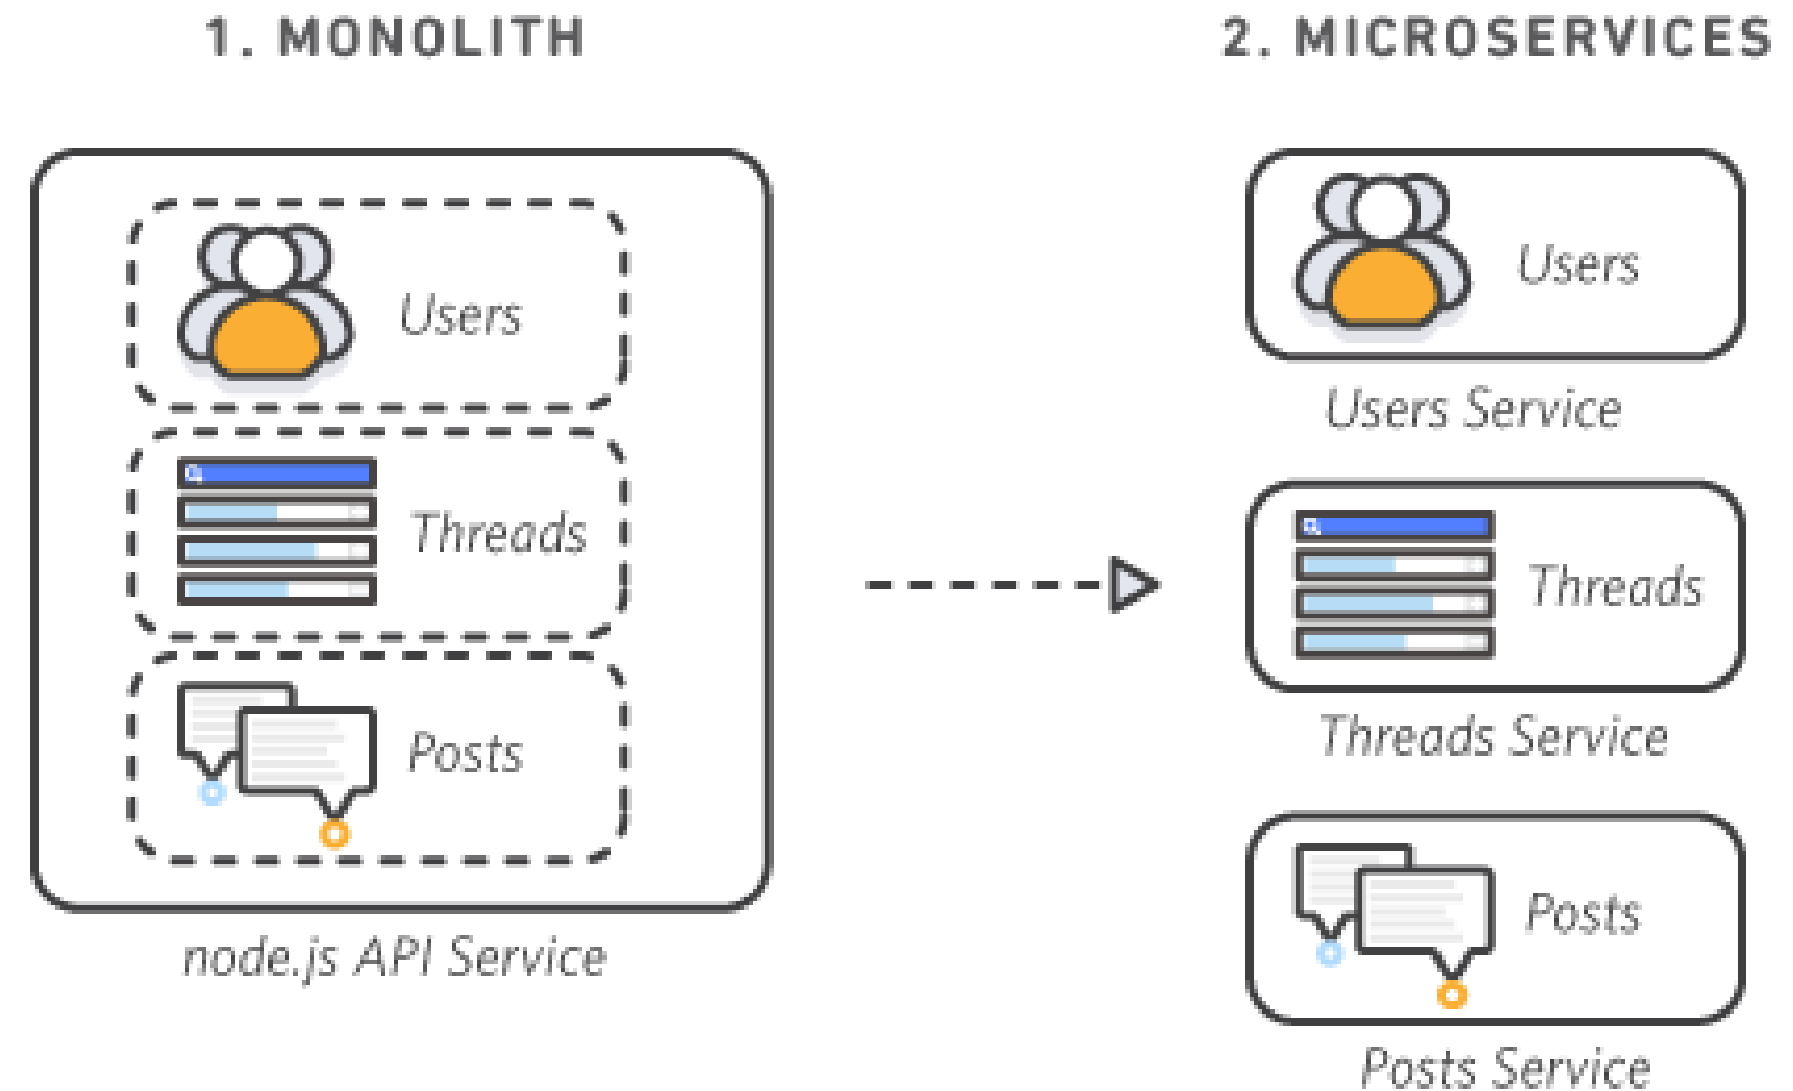 1. MONOLITH
Users
Threads
Posts
node.js API Service
2. MICROSERVICES
Users
Users Service
Threads
Threads Service
Posts
Posts Service